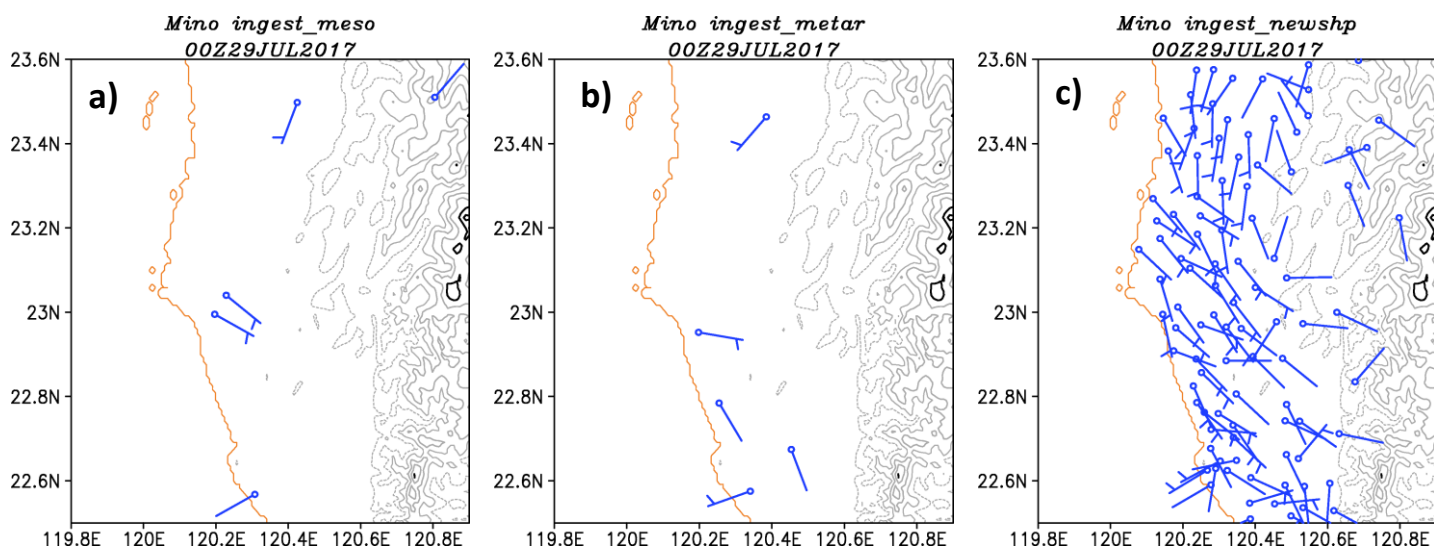 Mino ingest_meso
00Z29JUL2017
a)
23.6N
23.4N
23.2N
23N
22.8N
22.6N
119.8E 120E 120.2E 120.4E 120.6E 120.8E
Mino ingest_metar
00Z29JUL2017
b)
23.6N
23.4N
23.2N
23N
22.8N
22.6N
119.8E 120E 120.2E 120.4E 120.6E 120.8E
Mino ingest_newshp
00Z29JUL2017
c)
23.6N
23.4N
23.2N
23N
22.8N
22.6N
119.8E 120E 120.2E 120.4E 120.6E 120.8E